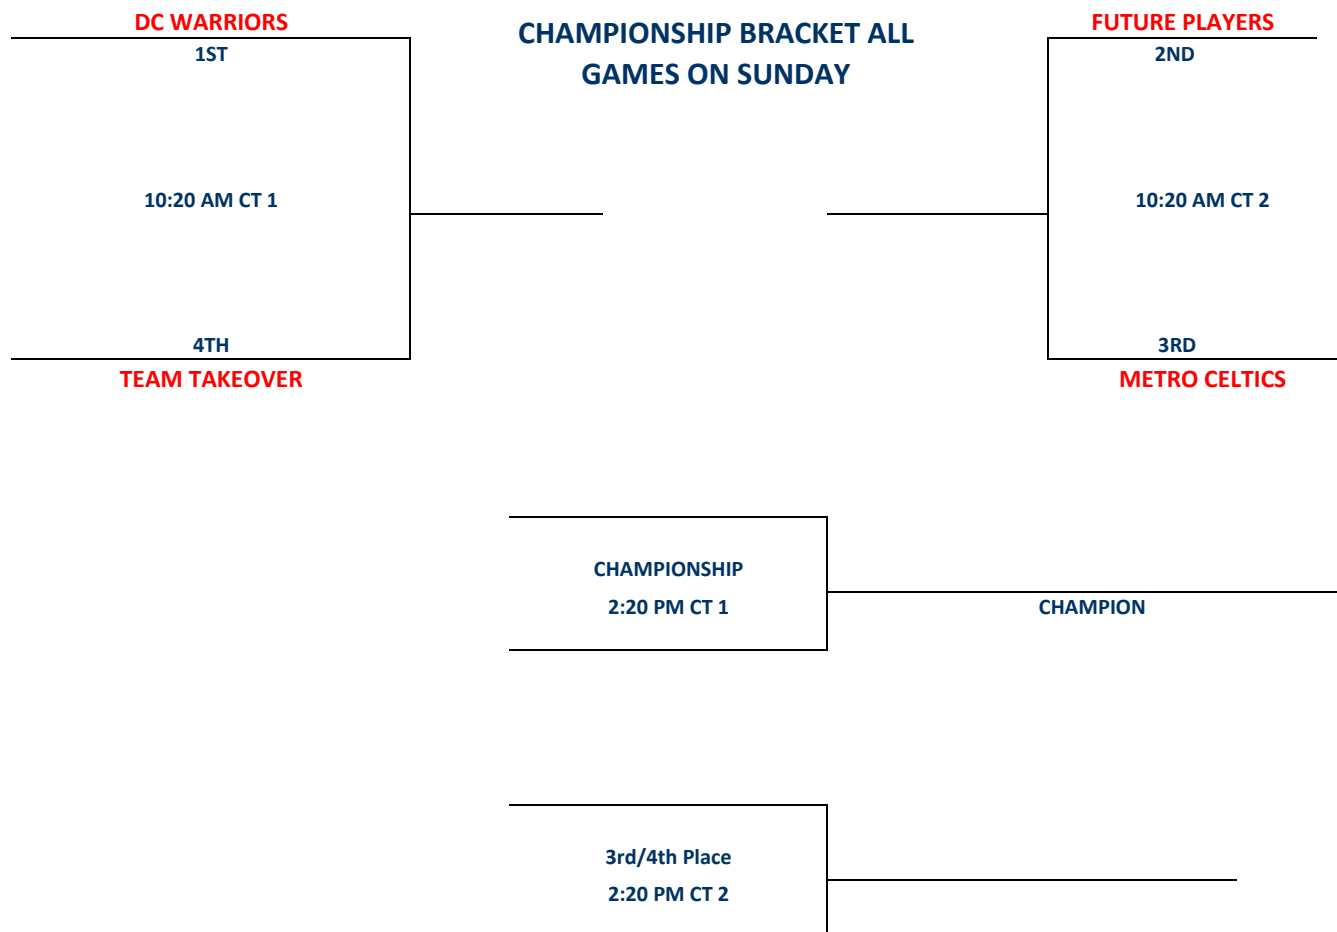 DC WARRIORS
1ST
CHAMPIONSHIP BRACKET ALL
GAMES ON SUNDAY
FUTURE PLAYERS
2ND
10:20 AM CT 1
10:20 AM CT 2
4TH
TEAM TAKEOVER
3RD
METRO CELTICS
CHAMPIONSHIP
2:20 PM CT 1
CHAMPION
3rd/4th Place
2:20 PM CT 2